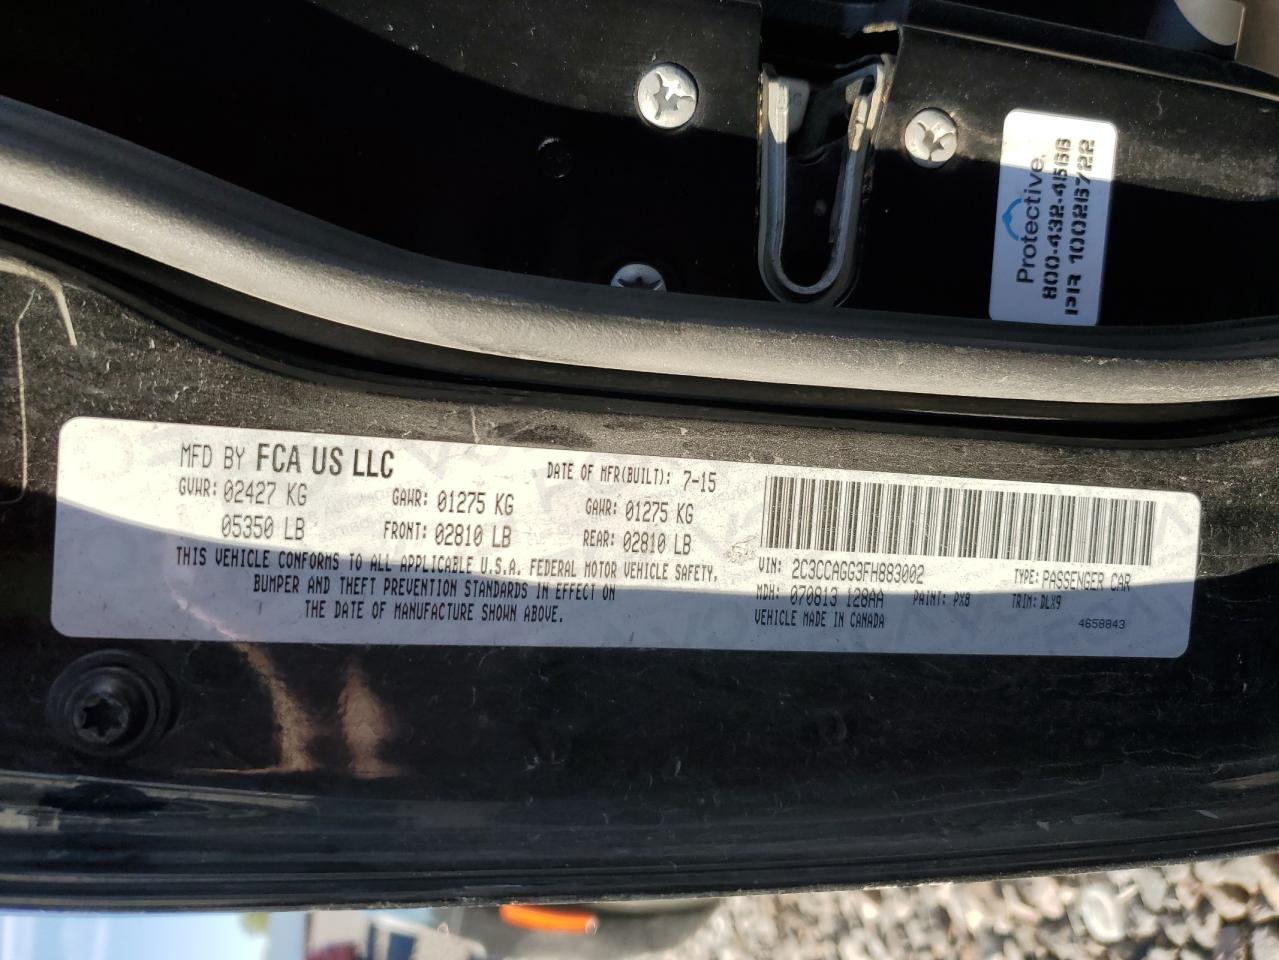 Protective.
800-432-4566
PIR 10025722
MFD BY FCA US LLC
DATE OF MFR(BUILT): 7-15
GVWR: 02427 KG GAWR: 01275 KG GAWR: 01275 KG
05350 LB FRONT: 02810 LB REAR: 02810 LB
THIS VEHICLE CONFORMS TO ALL APPLICABLE U.S.A. FEDERAL MOTOR VEHICLE SAFETY,
BUMPER AND THEFT PREVENTION STANDARDS IN EFFECT ON
THE DATE OF MANUFACTURE SHOWN ABOVE.
VIN: 2C3CCAGG3FH883002 TYPE: PASSENGER CAR
MDH: 070813 128AA PAINT: PX8 TRIM: DLX9
VEHICLE MADE IN CANADA 4658843